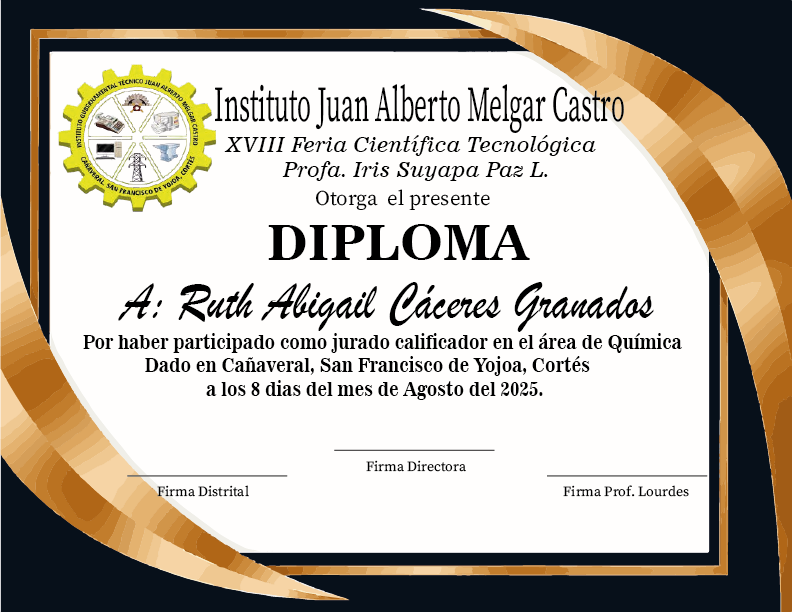 INSTITUTO GUBERNAMENTAL TÉCNICO JUAN ALBERTO MELGAR CASTRO
CAÑAVERAL, SAN FRANCISCO DE YOJOA, CORTÉS
Instituto Juan Alberto Melgar Castro
XVIII Feria Científica Tecnológica
Profa. Iris Suyapa Paz L.
Otorga el presente
DIPLOMA
A: Ruth Abigail Cáceres Granados
Por haber participado como jurado calificador en el área de Química
Dado en Cañaveral, San Francisco de Yojoa, Cortés
a los 8 dias del mes de Agosto del 2025.
Firma Directora
Firma Distrital
Firma Prof. Lourdes